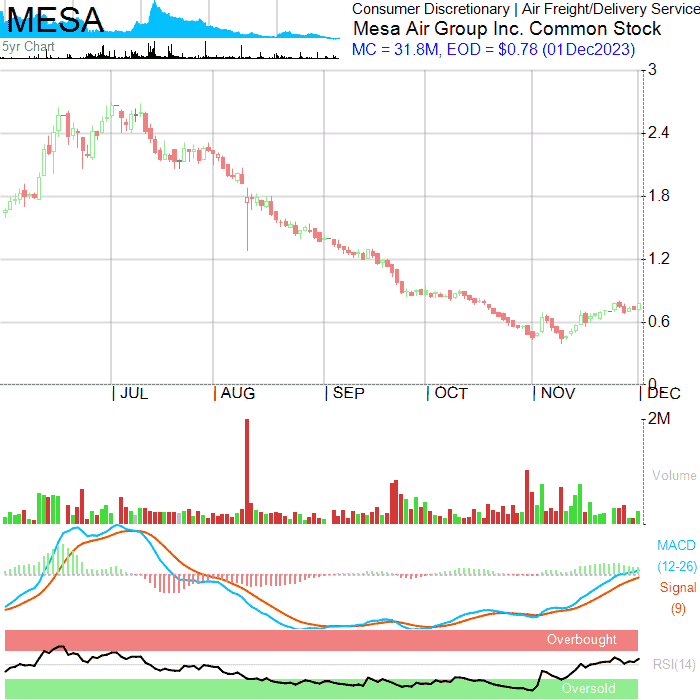 MESA
5yr Chart
Consumer Discretionary | Air Freight/Delivery Service
Mesa Air Group Inc. Common Stock
MC = 31.8M, EOD = $0.78 (01Dec2023)
3
2.4
1.8
1.2
0.6
0
| JUL | AUG | SEP | OCT | NOV | DEC
2M
Volume
MACD
(12-26)
Signal
(9)
Overbought
RSI(14)
Oversold